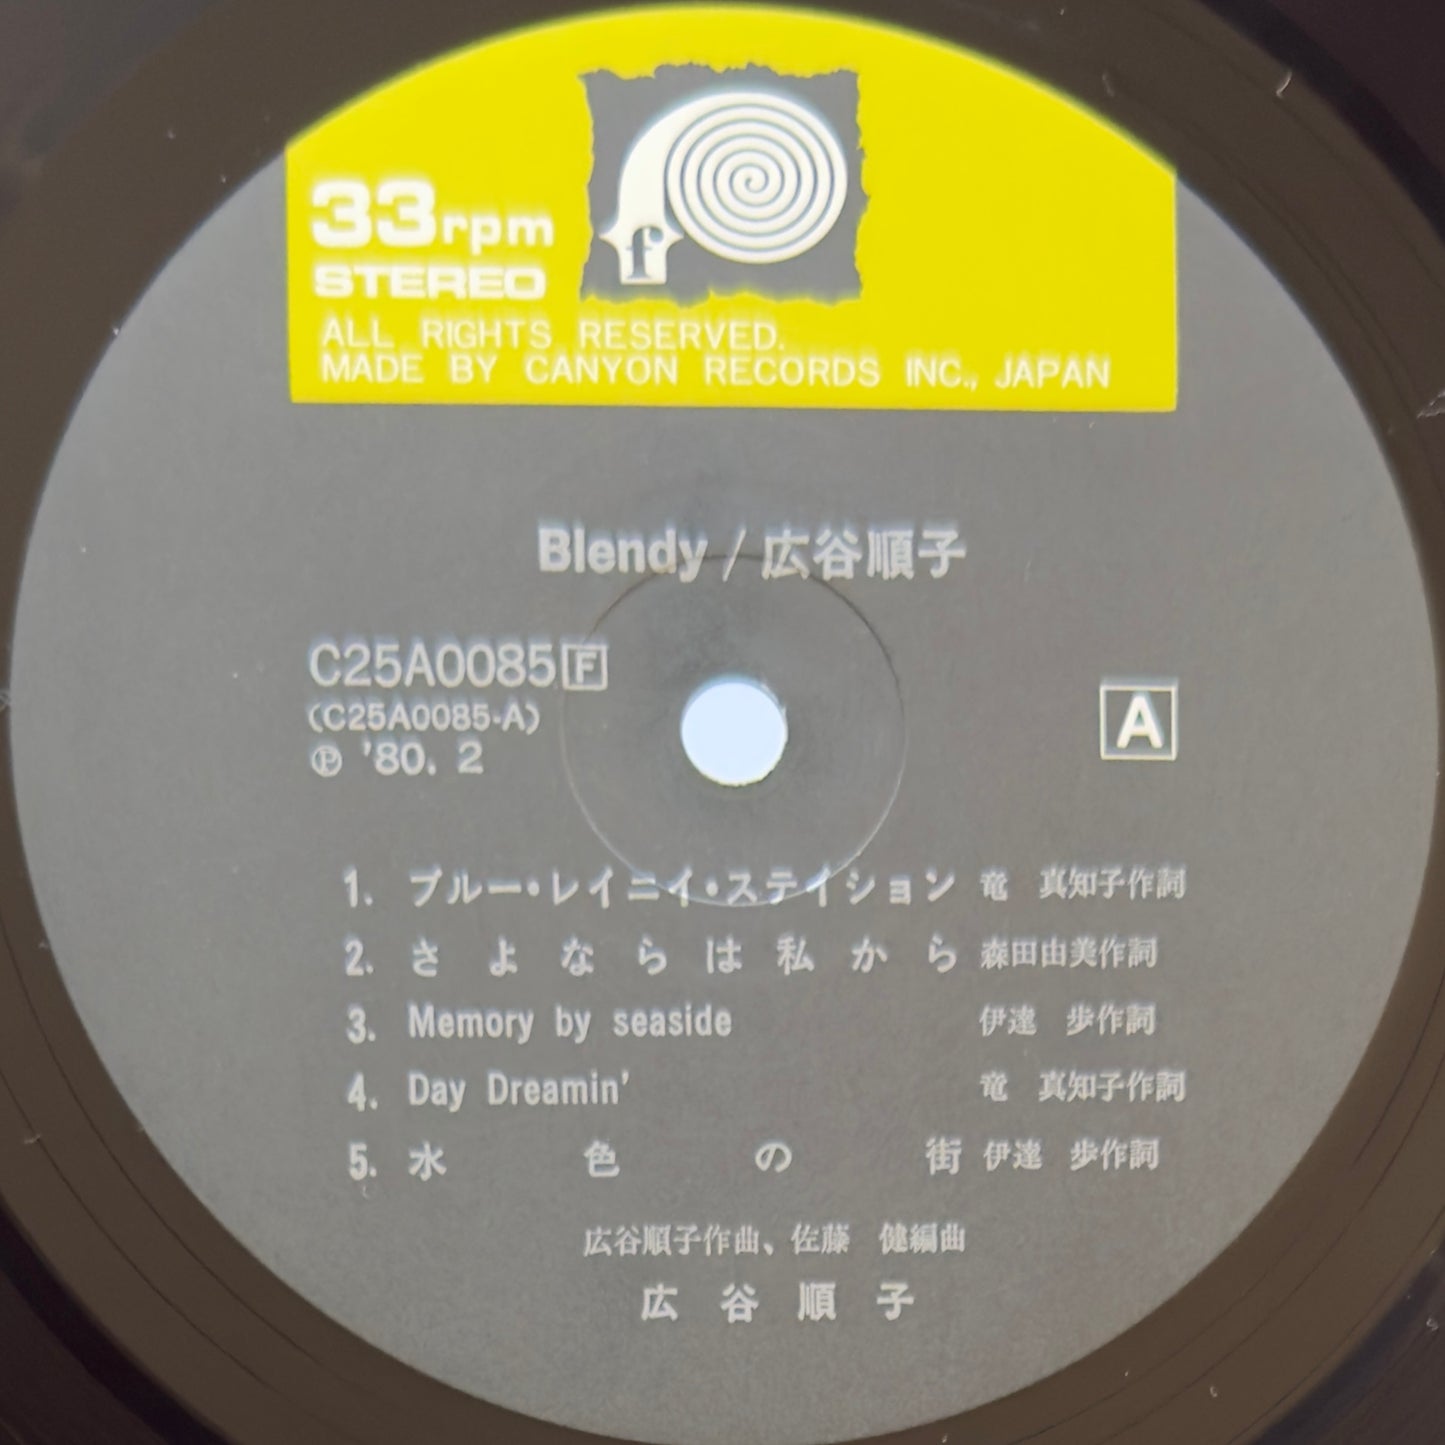 33rpm
STEREO
f
ALL RIGHTS RESERVED.
MADE BY CANYON RECORDS INC., JAPAN
Blendy / 広谷順子
C25A0085 F
(C25A0085-A)
Ⓟ '80. 2
A
1. ブルー・レイニイ・ステイション 竜 真知子作詞
2. さよならは私から 森田由美作詞
3. Memory by seaside 伊達 歩作詞
4. Day Dreamin' 竜 真知子作詞
5. 水色の街 伊達 歩作詞
広谷順子作曲、佐藤 健編曲
広谷順子